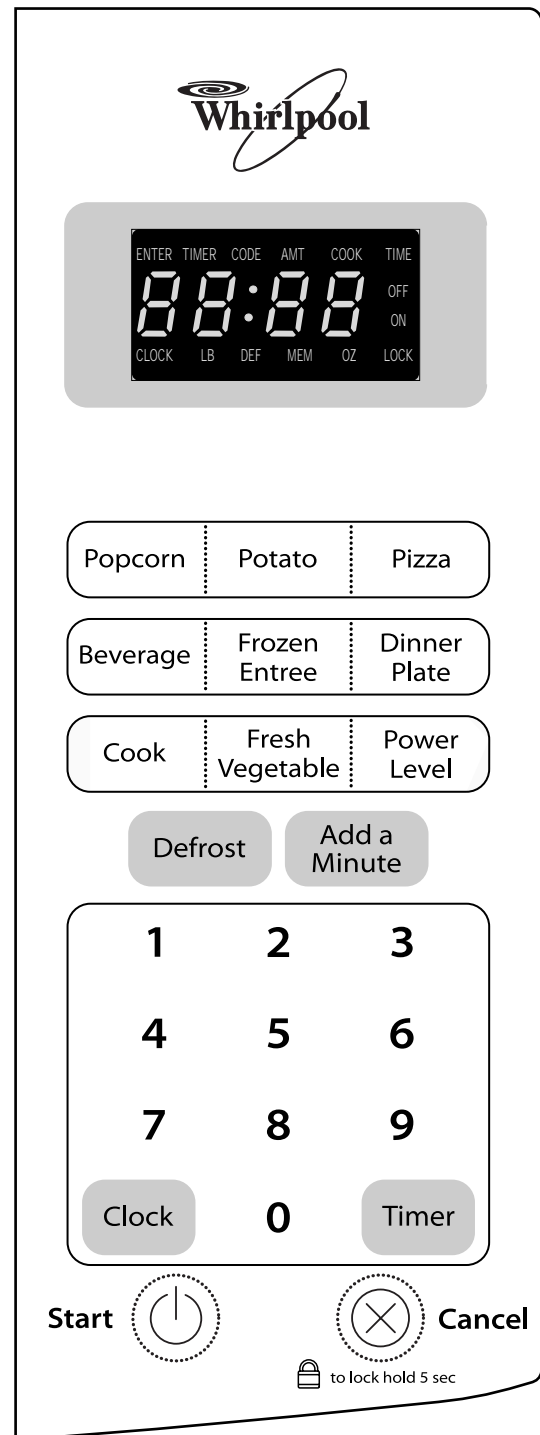 Whirlpool
ENTER TIMER CODE AMT COOK TIME
88:88
OFF
ON
CLOCK LB DEF MEM OZ LOCK
Popcorn Potato Pizza
Beverage Frozen Entree Dinner Plate
Cook Fresh Vegetable Power Level
Defrost Add a Minute
1 2 3
4 5 6
7 8 9
Clock 0 Timer
Start Cancel
to lock hold 5 sec